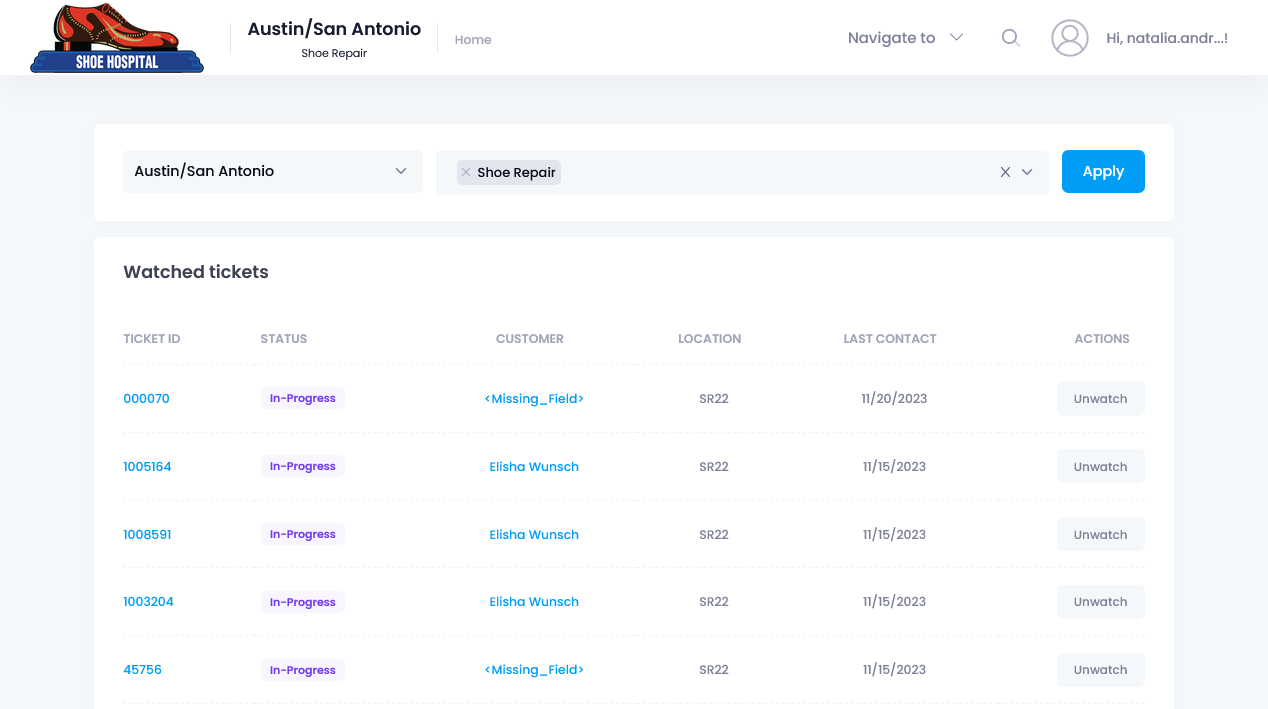 SHOE HOSPITAL
Austin/San Antonio
Shoe Repair
Home
Navigate to
Hi, natalia.andr...!
Austin/San Antonio
Shoe Repair
Apply
Watched tickets
TICKET ID STATUS CUSTOMER LOCATION LAST CONTACT ACTIONS
000070 In-Progress <Missing_Field> SR22 11/20/2023 Unwatch
1005164 In-Progress Elisha Wunsch SR22 11/15/2023 Unwatch
1008591 In-Progress Elisha Wunsch SR22 11/15/2023 Unwatch
1003204 In-Progress Elisha Wunsch SR22 11/15/2023 Unwatch
45756 In-Progress <Missing_Field> SR22 11/15/2023 Unwatch